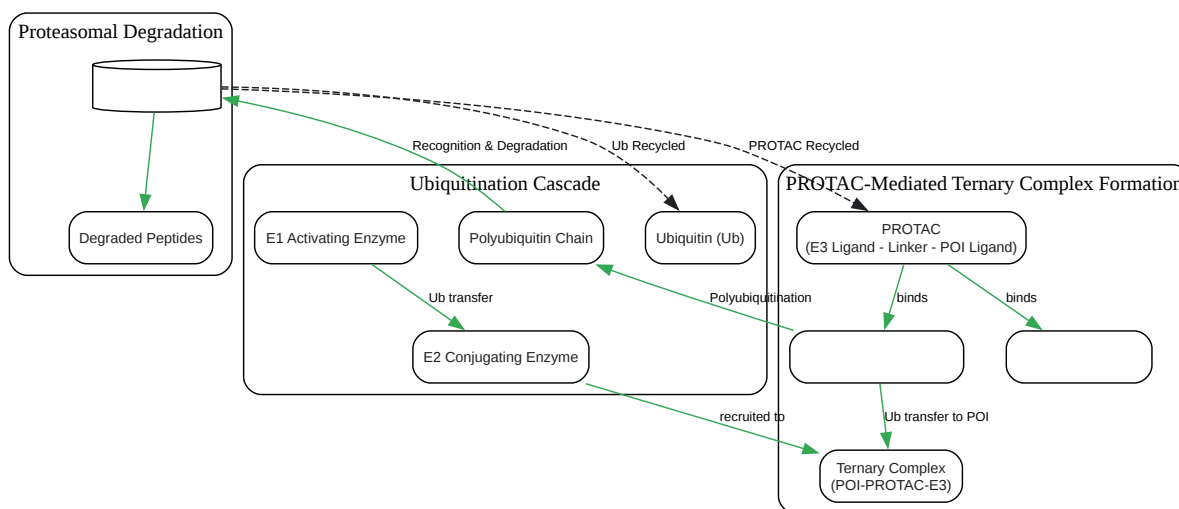 Proteasomal Degradation
Recognition & Degradation
Ub Recycled
PROTAC Recycled
Ubiquitination Cascade
PROTAC-Mediated Ternary Complex Formation
Degraded Peptides
E1 Activating Enzyme
Polyubiquitin Chain
Ubiquitin (Ub)
PROTAC
(E3 Ligand - Linker - POI Ligand)
Ub transfer
Polyubiquitination
binds
binds
E2 Conjugating Enzyme
recruited to
Ub transfer to POI
Ternary Complex
(POI-PROTAC-E3)